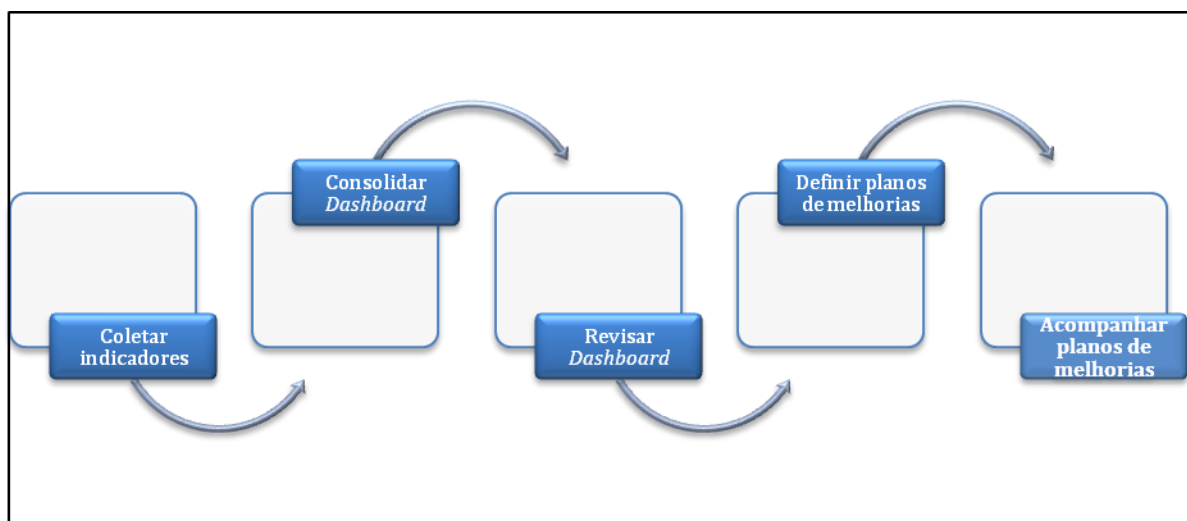 Coletar
indicadores
Consolidar
Dashboard
Revisar
Dashboard
Definir planos
de melhorias
Acompanhar
planos de
melhorias